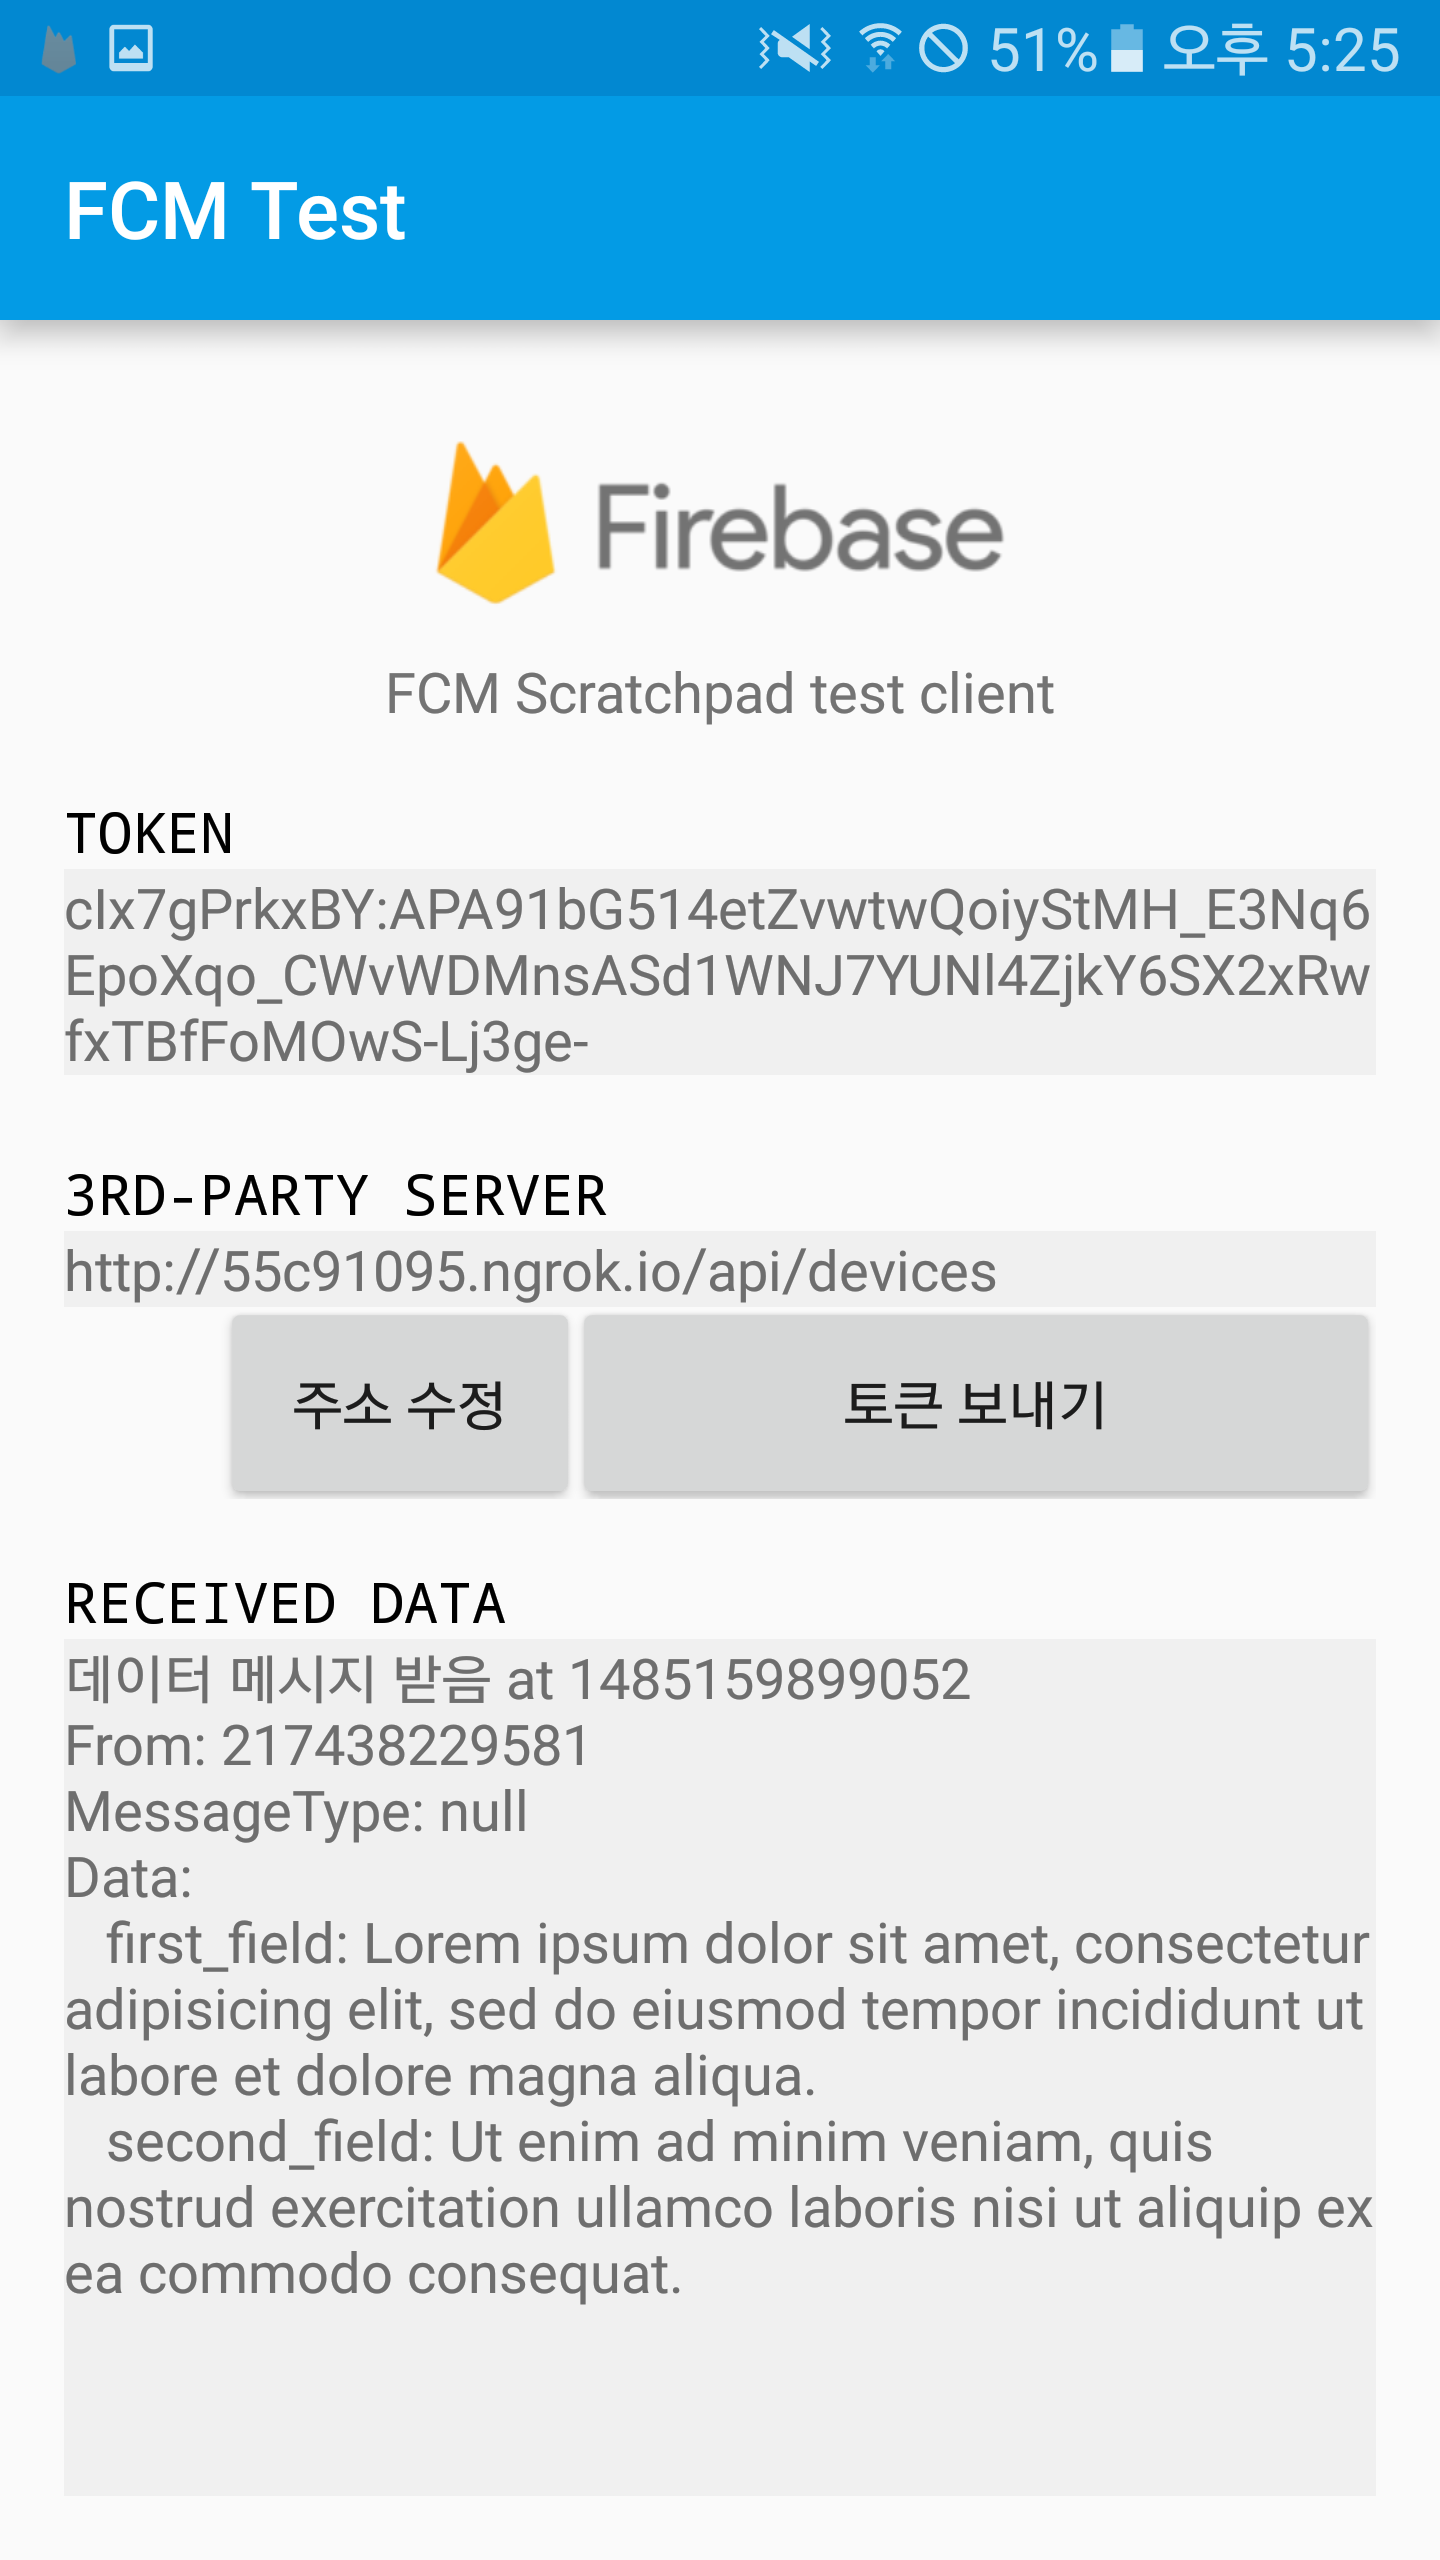 51% 오후 5:25
FCM Test
Firebase
FCM Scratchpad test client
TOKEN
cIx7gPrkxBY:APA91bG514etZvwtwQoiyStMH_E3Nq6
EpoXqo_CWvWDMnsASd1WNJ7YUNl4ZjkY6SX2xRw
fxTBfFoMOwS-Lj3ge-
3RD-PARTY SERVER
http://55c91095.ngrok.io/api/devices
주소 수정 토큰 보내기
RECEIVED DATA
데이터 메시지 받음 at 1485159899052
From: 217438229581
MessageType: null
Data:
first_field: Lorem ipsum dolor sit amet, consectetur
adipisicing elit, sed do eiusmod tempor incididunt ut
labore et dolore magna aliqua.
second_field: Ut enim ad minim veniam, quis
nostrud exercitation ullamco laboris nisi ut aliquip ex
ea commodo consequat.